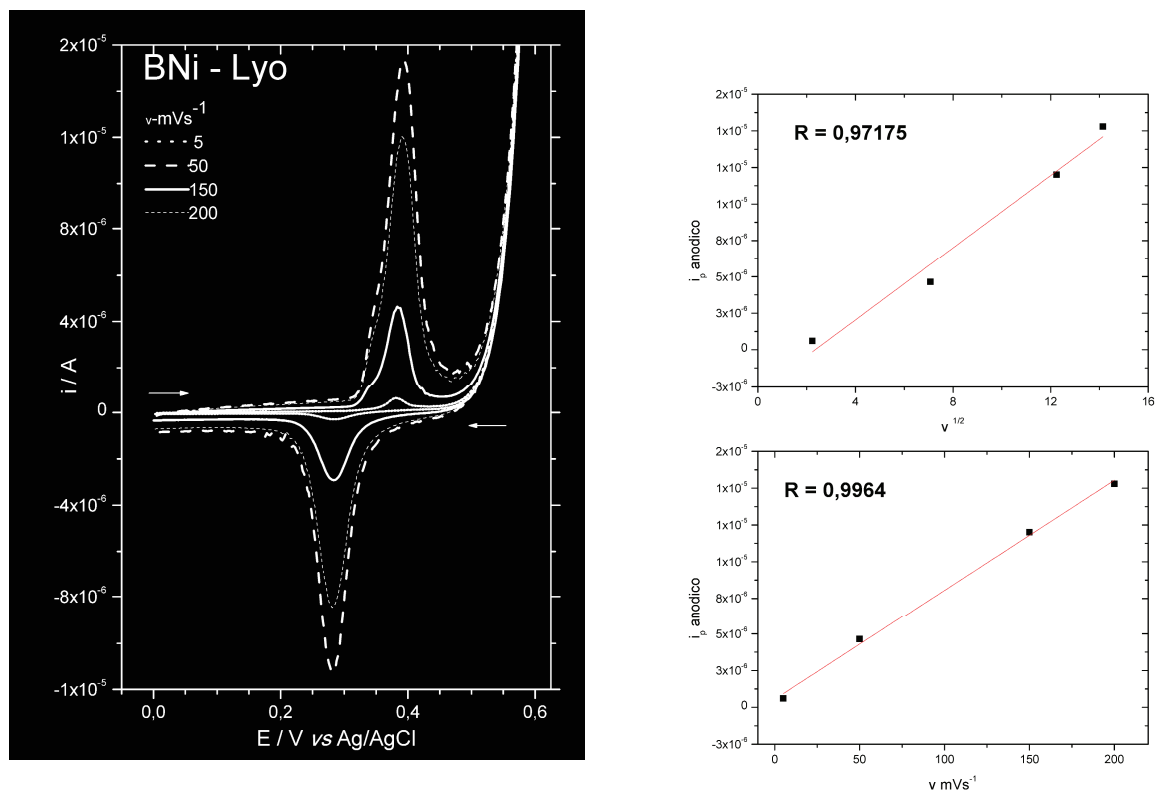 BNi - Lyo
v-mVs⁻¹
5
50
150
200
2x10⁻⁵
1x10⁻⁵
8x10⁻⁶
4x10⁻⁶
0
-4x10⁻⁶
-8x10⁻⁶
-1x10⁻⁵
i / A
0,0 0,2 0,4 0,6
E / V vs Ag/AgCl
R = 0,97175
2x10⁻⁵
1x10⁻⁵
1x10⁻⁵
1x10⁻⁵
8x10⁻⁶
5x10⁻⁶
3x10⁻⁶
0
-3x10⁻⁶
iₚ anodico
0 4 8 12 16
v ¹/²
R = 0,9964
2x10⁻⁵
1x10⁻⁵
1x10⁻⁵
1x10⁻⁵
8x10⁻⁶
5x10⁻⁶
3x10⁻⁶
0
-3x10⁻⁶
iₚ anodico
0 50 100 150 200
v mVs⁻¹